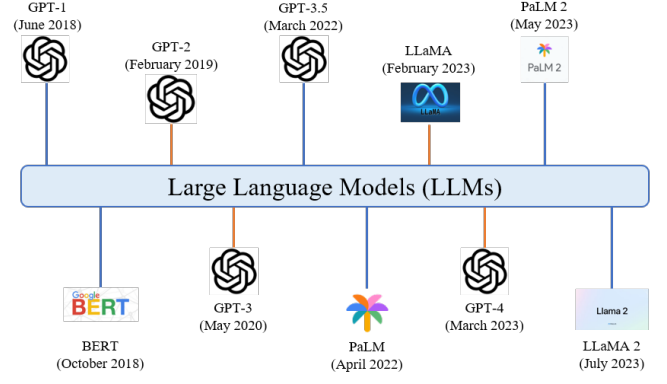 GPT-1
(June 2018)
GPT-2
(February 2019)
GPT-3.5
(March 2022)
LLaMA
(February 2023)
LLaMA
PaLM 2
(May 2023)
PaLM 2
Large Language Models (LLMs)
Google
BERT
BERT
(October 2018)
GPT-3
(May 2020)
PaLM
(April 2022)
GPT-4
(March 2023)
Llama 2
LLaMA 2
(July 2023)